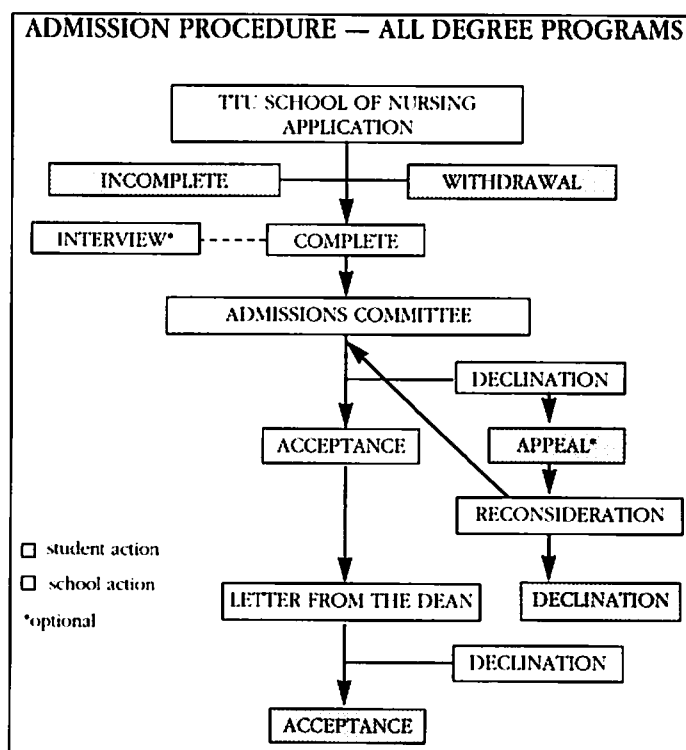 ADMISSION PROCEDURE — ALL DEGREE PROGRAMS
TTU SCHOOL OF NURSING
APPLICATION
INCOMPLETE
WITHDRAWAL
INTERVIEW*
COMPLETE
ADMISSIONS COMMITTEE
DECLINATION
ACCEPTANCE
APPEAL*
RECONSIDERATION
student action
school action
LETTER FROM THE DEAN
DECLINATION
*optional
DECLINATION
ACCEPTANCE